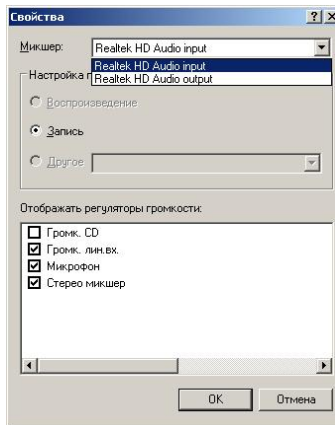 Свойства
Микшер: Realtek HD Audio input
Realtek HD Audio input
Realtek HD Audio output
Настройка
Воспроизведение
Запись
Другое
Отображать регуляторы громкости:
Громк. CD
Громк. лин.вх.
Микрофон
Стерео микшер
OK Отмена